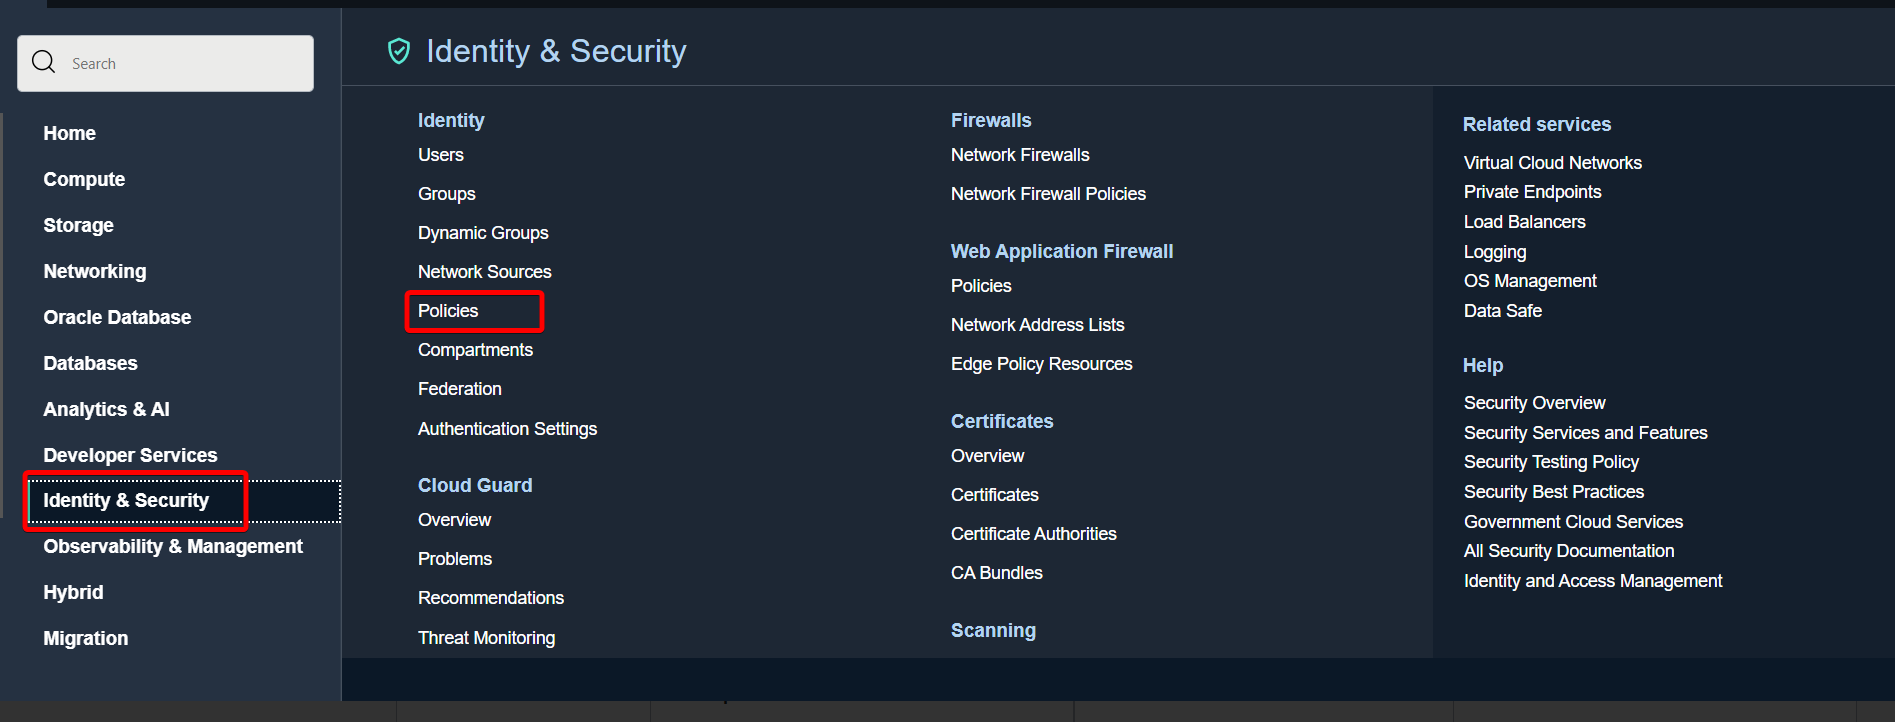 Search
Home
Compute
Storage
Networking
Oracle Database
Databases
Analytics & AI
Developer Services
Identity & Security
Observability & Management
Hybrid
Migration
Identity & Security
Identity
Users
Groups
Dynamic Groups
Network Sources
Policies
Compartments
Federation
Authentication Settings
Cloud Guard
Overview
Problems
Recommendations
Threat Monitoring
Firewalls
Network Firewalls
Network Firewall Policies
Web Application Firewall
Policies
Network Address Lists
Edge Policy Resources
Certificates
Overview
Certificates
Certificate Authorities
CA Bundles
Scanning
Related services
Virtual Cloud Networks
Private Endpoints
Load Balancers
Logging
OS Management
Data Safe
Help
Security Overview
Security Services and Features
Security Testing Policy
Security Best Practices
Government Cloud Services
All Security Documentation
Identity and Access Management